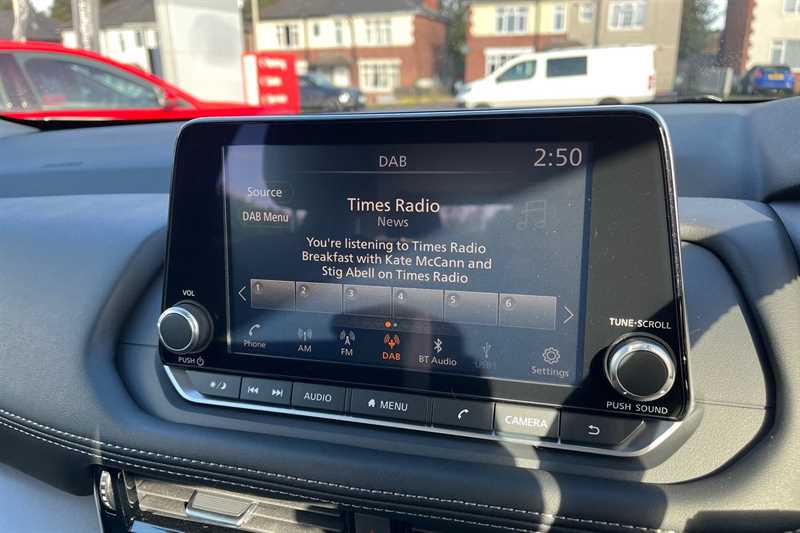 DAB
2:50
Source
DAB Menu
Times Radio
News
You're listening to Times Radio
Breakfast with Kate McCann and
Stig Abell on Times Radio
1 2 3 4 5 6
Phone AM FM DAB BT Audio USB1 Settings
VOL
PUSH
TUNE•SCROLL
PUSH SOUND
AUDIO MENU CAMERA